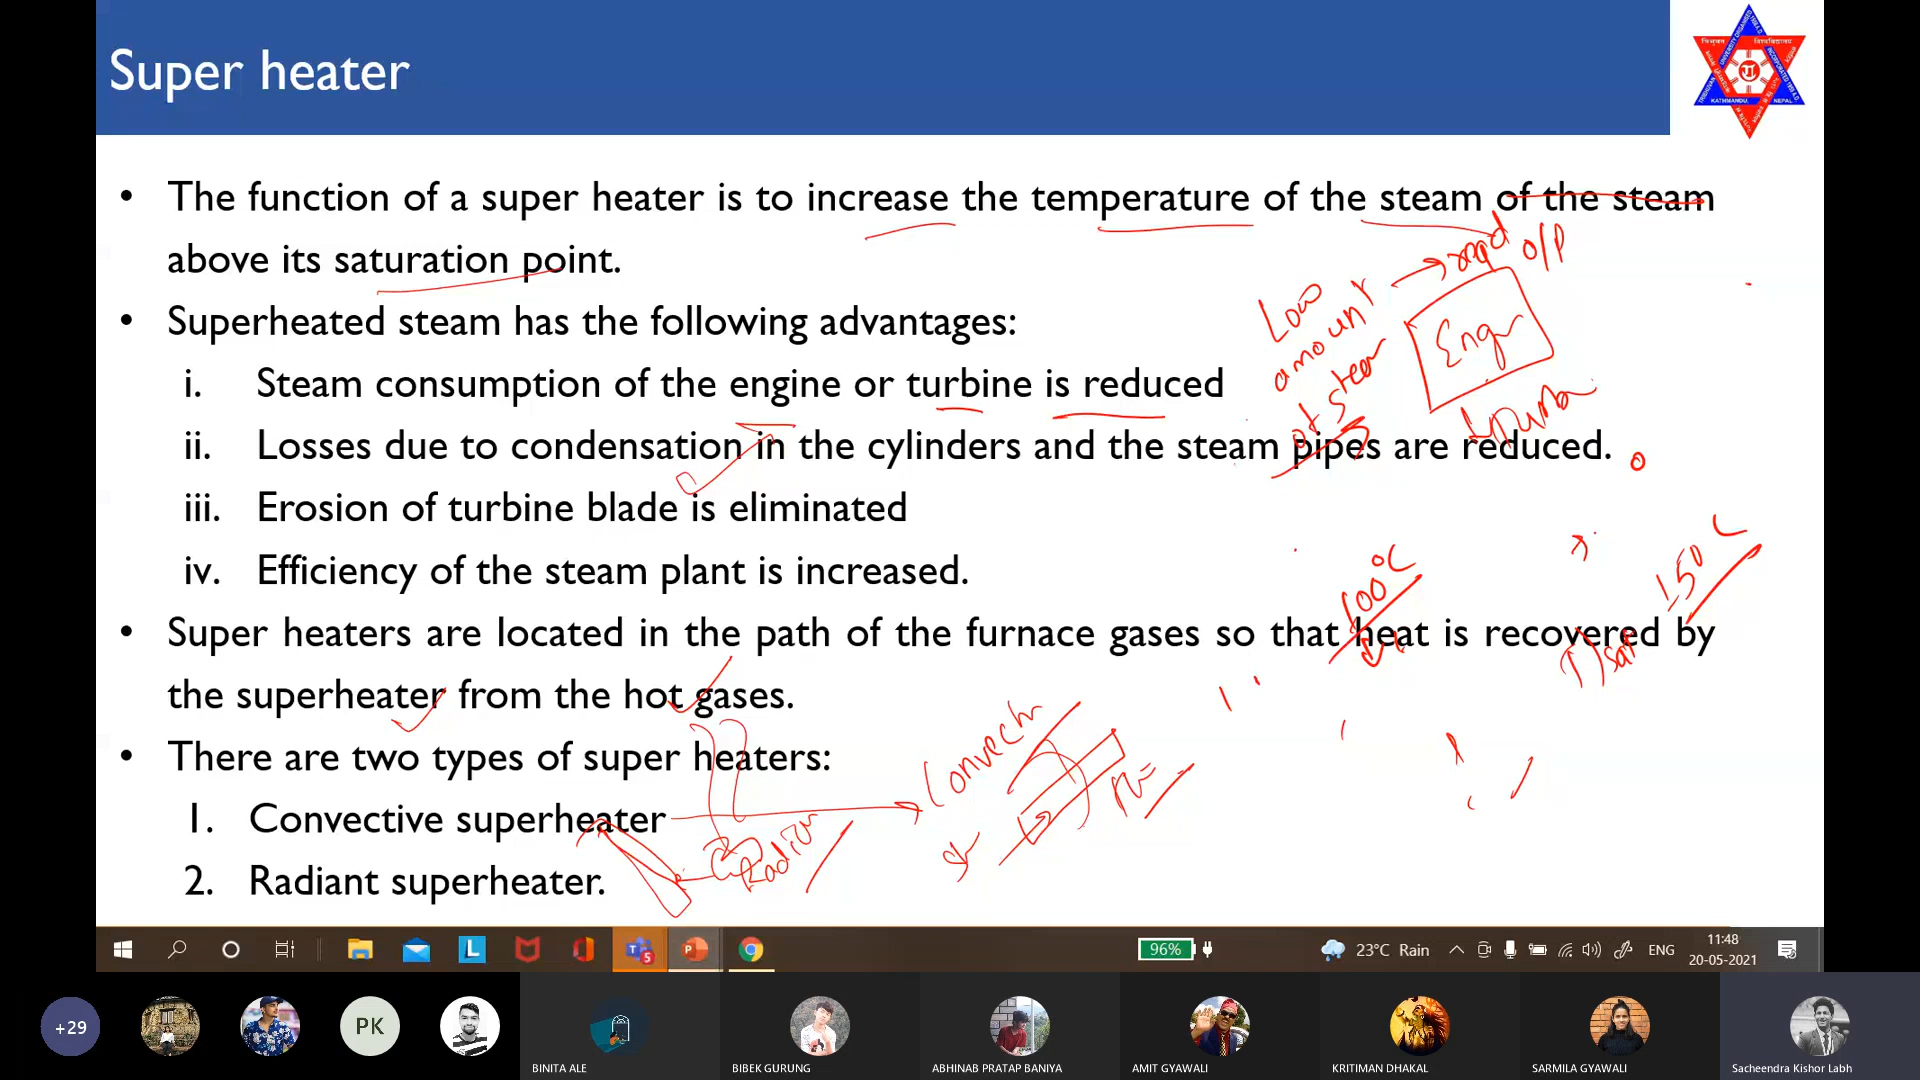 Super heater
• The function of a super heater is to increase the temperature of the steam of the steam
above its saturation point.
reqd o/p
• Superheated steam has the following advantages:
Low
amount
of steam
i. Steam consumption of the engine or turbine is reduced
ii. Losses due to condensation in the cylinders and the steam pipes are reduced.
iii. Erosion of turbine blade is eliminated
150 C
100°C
iv. Efficiency of the steam plant is increased.
• Super heaters are located in the path of the furnace gases so that heat is recovered by
the superheater from the hot gases.
• There are two types of super heaters:
1. Convective superheater
2. Radiant superheater.
KATHMANDU, NEPAL
96%
23°C Rain
ENG
11:48
20-05-2021
+29
PK
BINITA ALE
BIBEK GURUNG
ABHINAB PRATAP BANIYA
AMIT GYAWALI
KRITIMAN DHAKAL
SARMILA GYAWALI
Sacheendra Kishor Labh